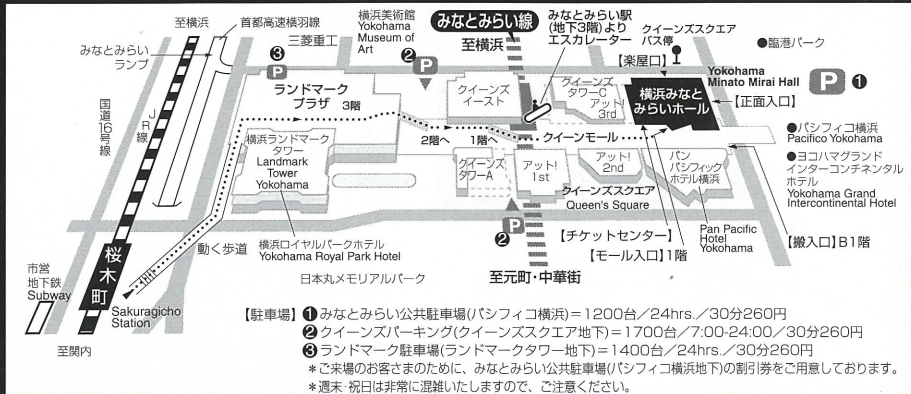 至横浜
首都高速横羽線
三菱重工
みなとみらい
ランプ
国道16号線
JR線
❸
P
横浜美術館
Yokohama
Museum of
Art
❷
P
みなとみらい線
至横浜
みなとみらい駅
(地下3階)より
エスカレーター
クイーンズスクエア
バス停
【楽屋口】
●臨港パーク
Yokohama
Minato Mirai Hall
P ❶
横浜みなと
みらいホール
【正面入口】
ランドマーク
プラザ
3階
クイーンズ
イースト
クイーンズ
タワーC
アット!
3rd
2階へ
1階へ
クイーンモール
●パシフィコ横浜
Pacifico Yokohama
●ヨコハマグランド
インターコンチネンタル
ホテル
Yokohama Grand
Intercontinental Hotel
横浜ランドマーク
タワー
Landmark
Tower
Yokohama
クイーンズ
タワーA
アット!
1st
アット!
2nd
パン
パシフィック
ホテル横浜
クイーンズスクエア
Queen's Square
P
❷
Pan Pacific
Hotel
Yokohama
【チケットセンター】
【モール入口】1階
【搬入口】B1階
動く歩道
横浜ロイヤルパークホテル
Yokohama Royal Park Hotel
日本丸メモリアルパーク
至元町・中華街
桜木町
市営
地下鉄
Subway
Sakuragicho
Station
至関内
【駐車場】❶みなとみらい公共駐車場(パシフィコ横浜)=1200台/24hrs./30分260円
❷クイーンズパーキング(クイーンズスクエア地下)=1700台/7:00-24:00/30分260円
❸ランドマーク駐車場(ランドマークタワー地下)=1400台/24hrs./30分260円
*ご来場のお客さまのために、みなとみらい公共駐車場(パシフィコ横浜地下)の割引券をご用意しております。
*週末・祝日は非常に混雑いたしますので、ご注意ください。